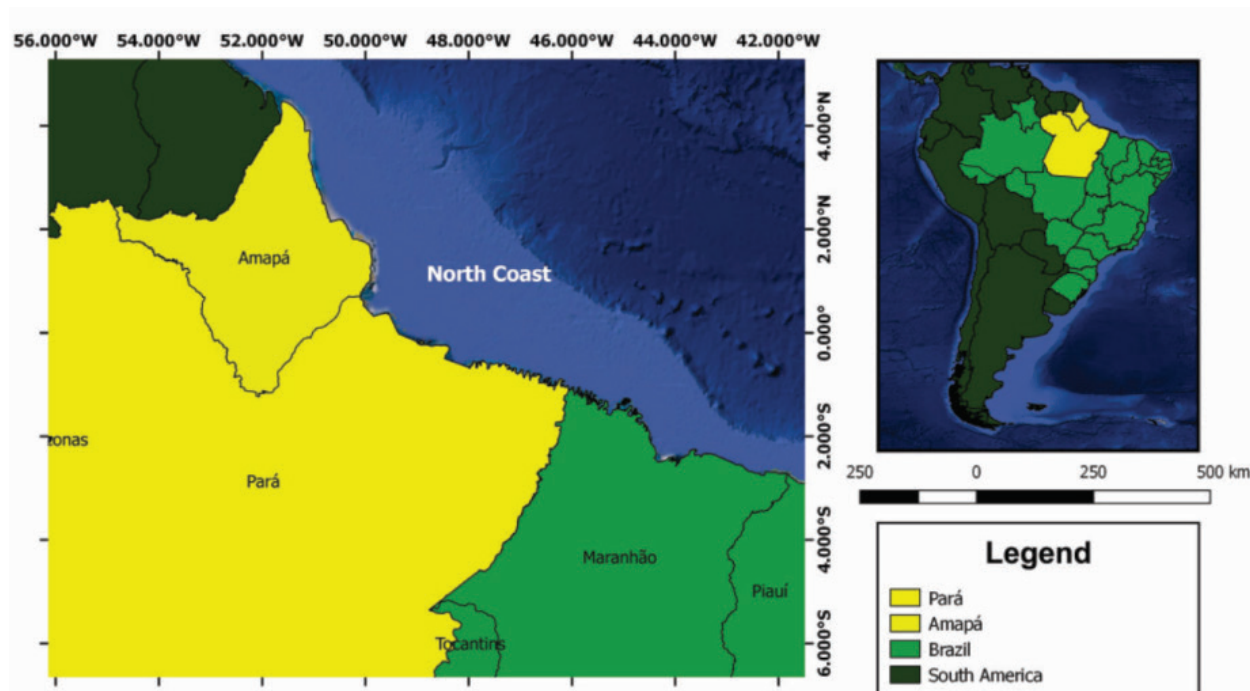 56.000°W 54.000°W 52.000°W 50.000°W 48.000°W 46.000°W 44.000°W 42.000°W
4.000°N
2.000°N
0.000°
2.000°S
4.000°S
6.000°S
Amapá
North Coast
zonas
Pará
Maranhão
Piauí
Tocantins
250 0 250 500 km
Legend
Pará
Amapá
Brazil
South America